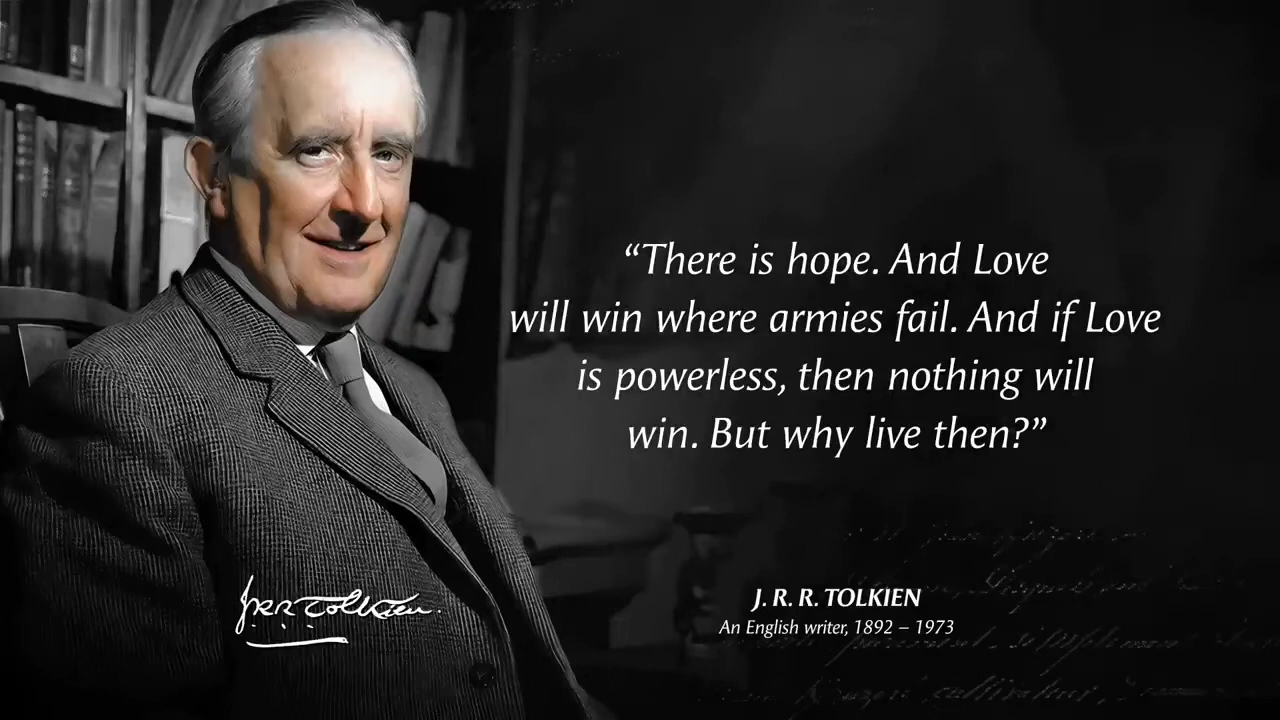 “There is hope. And Love
will win where armies fail. And if Love
is powerless, then nothing will
win. But why live then?”
J.R.R. Tolkien.
J. R. R. TOLKIEN
An English writer, 1892 – 1973